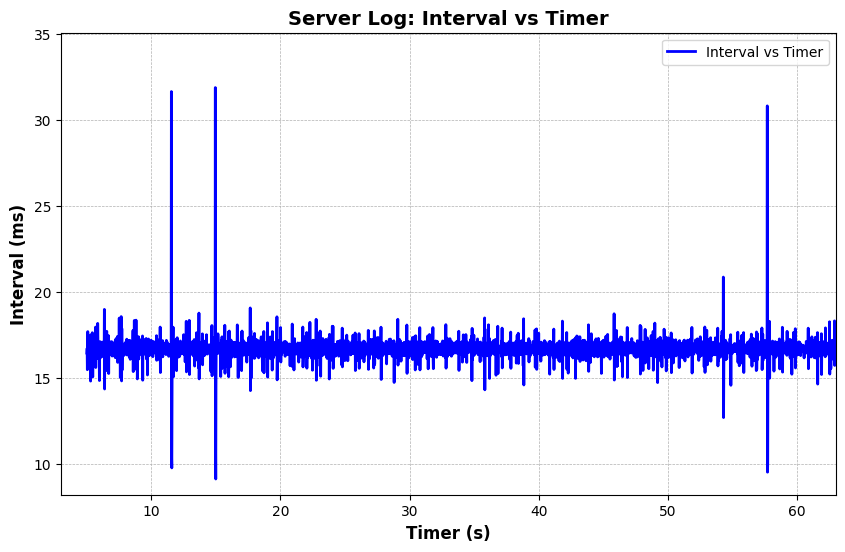 Server Log: Interval vs Timer
Interval vs Timer
35
30
25
20
15
10
Interval (ms)
10 20 30 40 50 60
Timer (s)